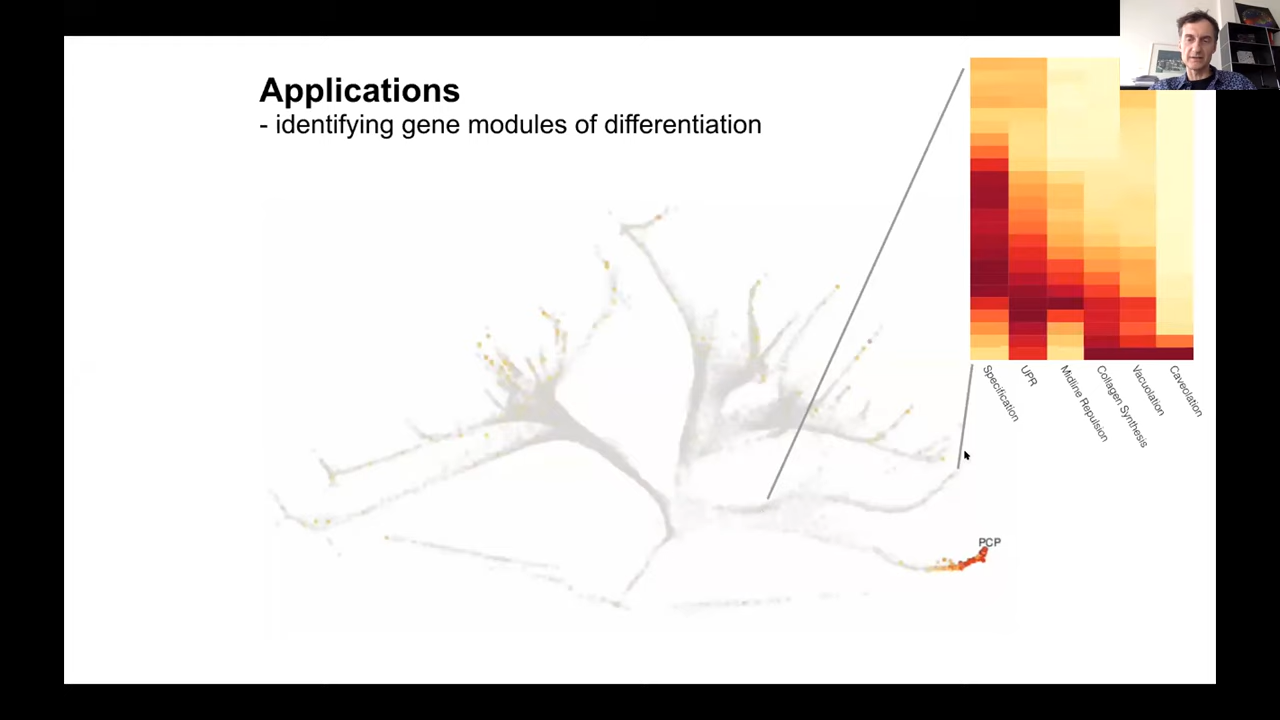 Applications
- identifying gene modules of differentiation
Specification
UPR
Midline Repulsion
Collagen Synthesis
Vacuolation
Caveolation
PCP